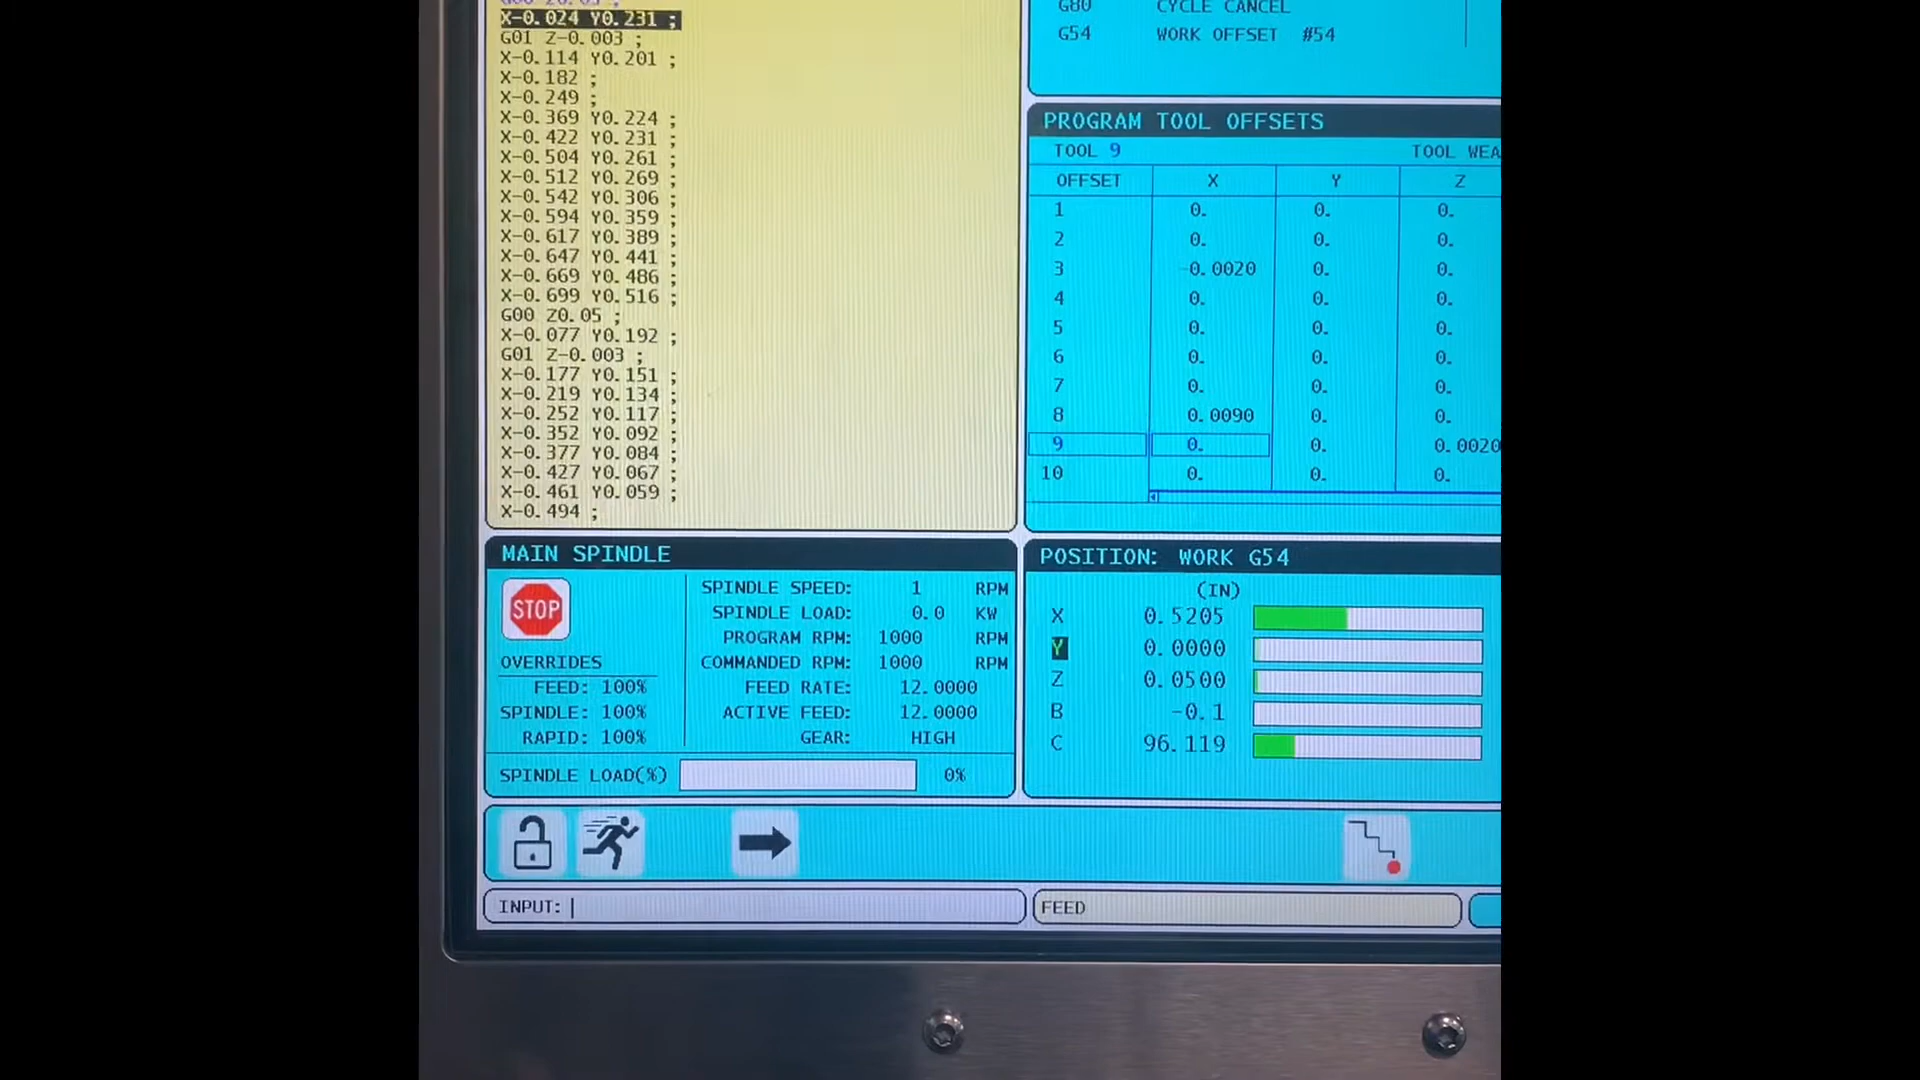 G00 Z0.05 ;
X-0.024 Y0.231 ;
G01 Z-0.003 ;
X-0.114 Y0.201 ;
X-0.182 ;
X-0.249 ;
X-0.369 Y0.224 ;
X-0.422 Y0.231 ;
X-0.504 Y0.261 ;
X-0.512 Y0.269 ;
X-0.542 Y0.306 ;
X-0.594 Y0.359 ;
X-0.617 Y0.389 ;
X-0.647 Y0.441 ;
X-0.669 Y0.486 ;
X-0.699 Y0.516 ;
G00 Z0.05 ;
X-0.077 Y0.192 ;
G01 Z-0.003 ;
X-0.177 Y0.151 ;
X-0.219 Y0.134 ;
X-0.252 Y0.117 ;
X-0.352 Y0.092 ;
X-0.377 Y0.084 ;
X-0.427 Y0.067 ;
X-0.461 Y0.059 ;
X-0.494 ;
G80 CYCLE CANCEL
G54 WORK OFFSET #54
PROGRAM TOOL OFFSETS
TOOL 9 TOOL WEA
OFFSET X Y Z
1 0. 0. 0.
2 0. 0. 0.
3 -0.0020 0. 0.
4 0. 0. 0.
5 0. 0. 0.
6 0. 0. 0.
7 0. 0. 0.
8 0.0090 0. 0.
9 0. 0. 0.0020
10 0. 0. 0.
MAIN SPINDLE
STOP
SPINDLE SPEED: 1 RPM
SPINDLE LOAD: 0.0 KW
PROGRAM RPM: 1000 RPM
OVERRIDES COMMANDED RPM: 1000 RPM
FEED: 100% FEED RATE: 12.0000
SPINDLE: 100% ACTIVE FEED: 12.0000
RAPID: 100% GEAR: HIGH
SPINDLE LOAD(%) 0%
POSITION: WORK G54
(IN)
X 0.5205
Y 0.0000
Z 0.0500
B -0.1
C 96.119
INPUT:
FEED